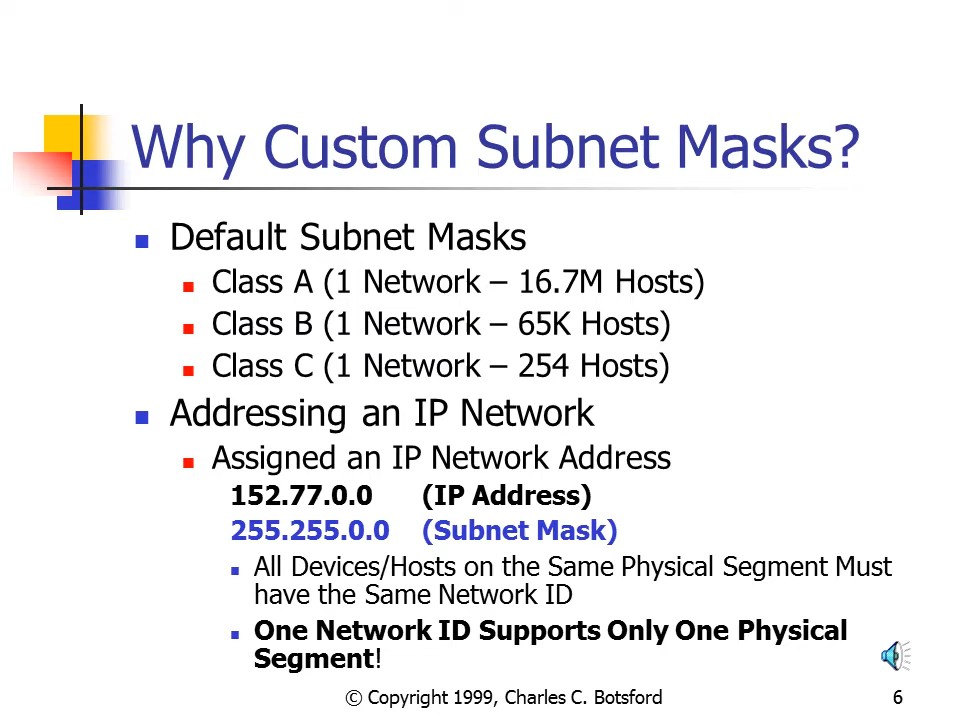 Why Custom Subnet Masks?
Default Subnet Masks
Class A (1 Network – 16.7M Hosts)
Class B (1 Network – 65K Hosts)
Class C (1 Network – 254 Hosts)
Addressing an IP Network
Assigned an IP Network Address
152.77.0.0 (IP Address)
255.255.0.0 (Subnet Mask)
All Devices/Hosts on the Same Physical Segment Must
have the Same Network ID
One Network ID Supports Only One Physical
Segment!
© Copyright 1999, Charles C. Botsford 6